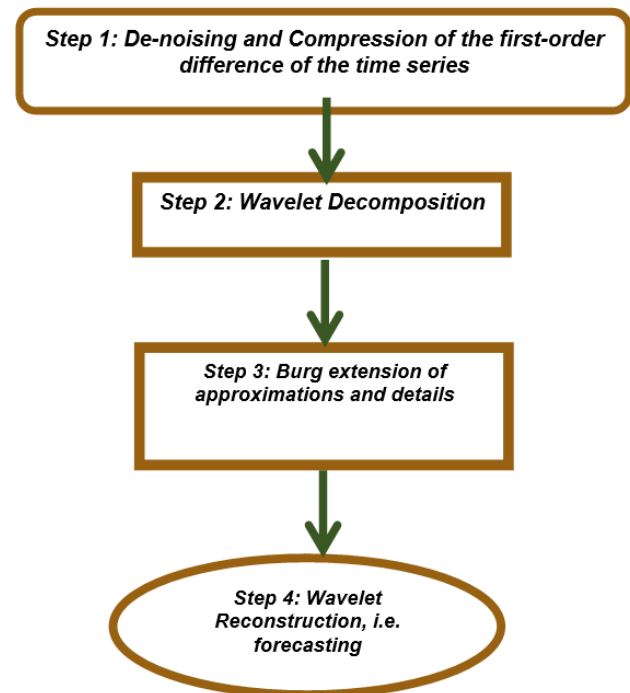 Step 1: De-noising and Compression of the first-order
difference of the time series
Step 2: Wavelet Decomposition
Step 3: Burg extension of
approximations and details
Step 4: Wavelet
Reconstruction, i.e.
forecasting